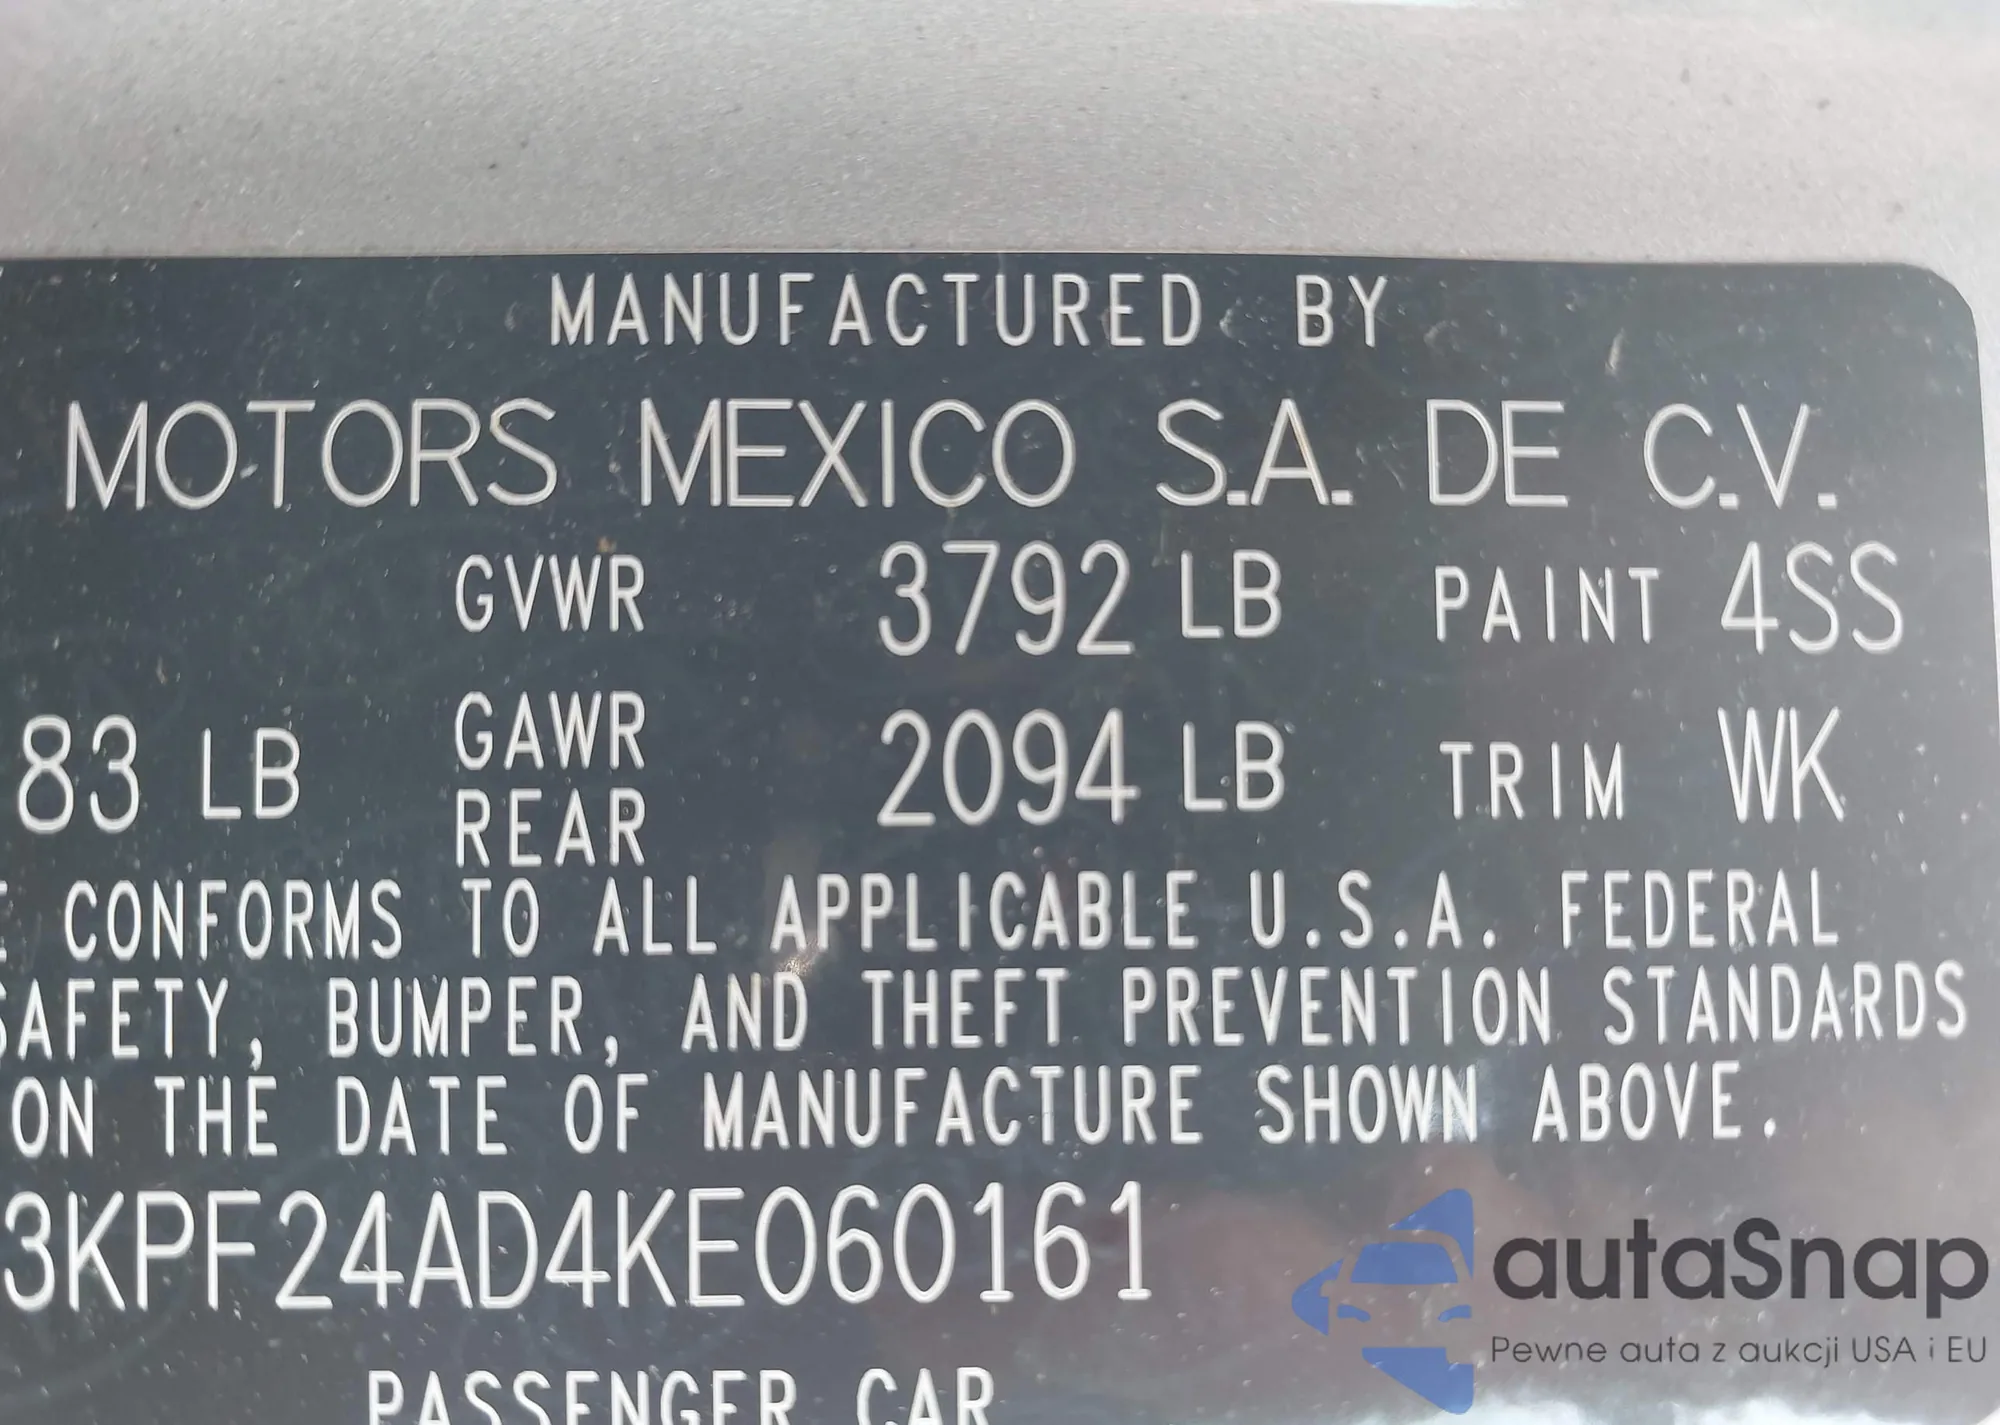 MANUFACTURED BY
MOTORS MEXICO S.A. DE C.V.
GVWR 3792 LB PAINT 4SS
83 LB GAWR REAR 2094 LB TRIM WK
CONFORMS TO ALL APPLICABLE U.S.A. FEDERAL
SAFETY, BUMPER, AND THEFT PREVENTION STANDARDS
ON THE DATE OF MANUFACTURE SHOWN ABOVE.
3KPF24AD4KE060161
PASSENGER CAR
autaSnap
Pewne auta z aukcji USA i EU